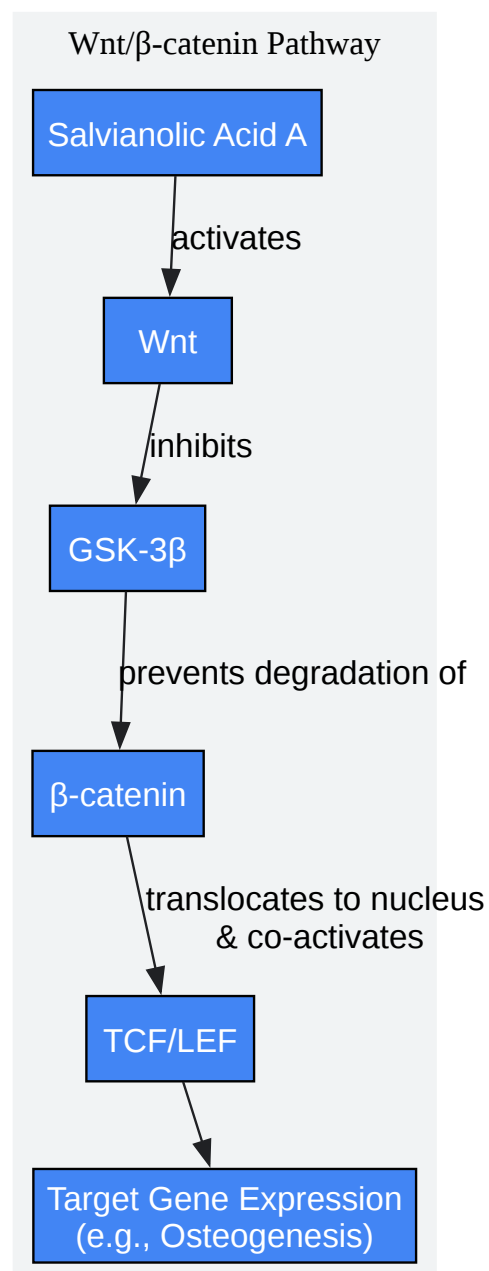 Wnt/β-catenin Pathway
Salvianolic Acid A
activates
Wnt
inhibits
GSK-3β
prevents degradation of
β-catenin
translocates to nucleus
& co-activates
TCF/LEF
Target Gene Expression
(e.g., Osteogenesis)